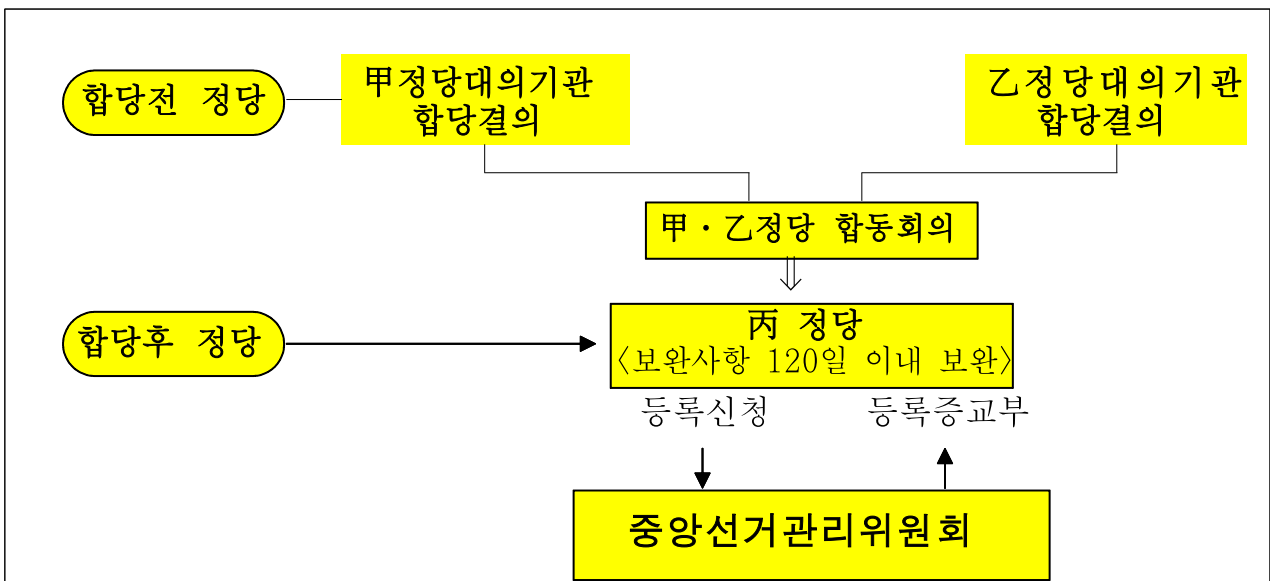 합당전 정당
甲정당대의기관
합당결의
乙정당대의기관
합당결의
甲·乙정당 합동회의
합당후 정당
丙 정당
〈보완사항 120일 이내 보완〉
등록신청
등록증교부
중앙선거관리위원회